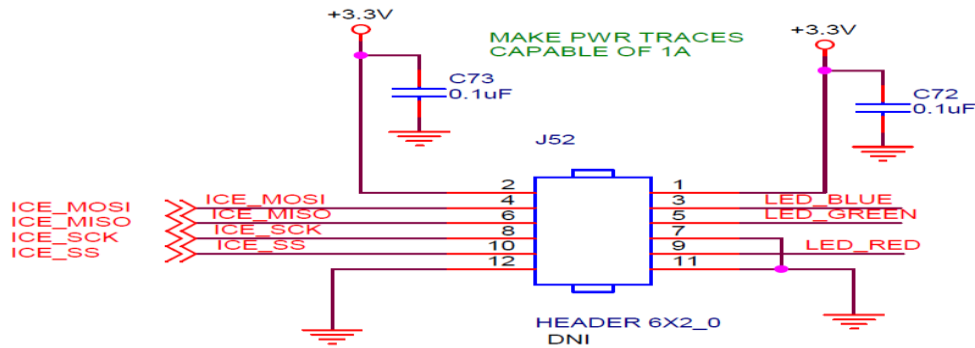 +3.3V
+3.3V
MAKE PWR TRACES
CAPABLE OF 1A
C73
0.1uF
C72
0.1uF
J52
2
1
ICE_MOSI
ICE_MOSI
4
3
LED_BLUE
ICE_MISO
ICE_MISO
6
5
LED_GREEN
ICE_SCK
ICE_SCK
8
7
ICE_SS
ICE_SS
10
9
LED_RED
12
11
HEADER 6X2_0
DNI